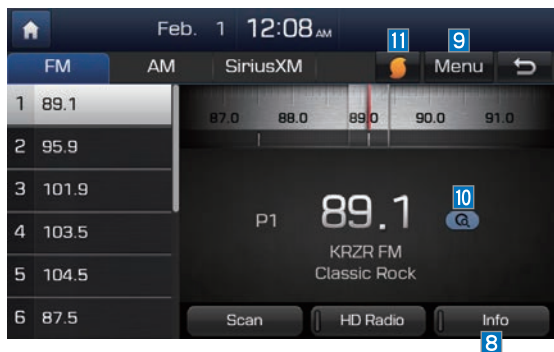 Feb. 1 12:08 AM
11 9
FM AM SiriusXM Menu
1 89.1
87.0 88.0 89.0 90.0 91.0
2 95.9
3 101.9
10
P1 89.1
4 103.5
KRZR FM
Classic Rock
5 104.5
6 87.5
Scan HD Radio Info
8